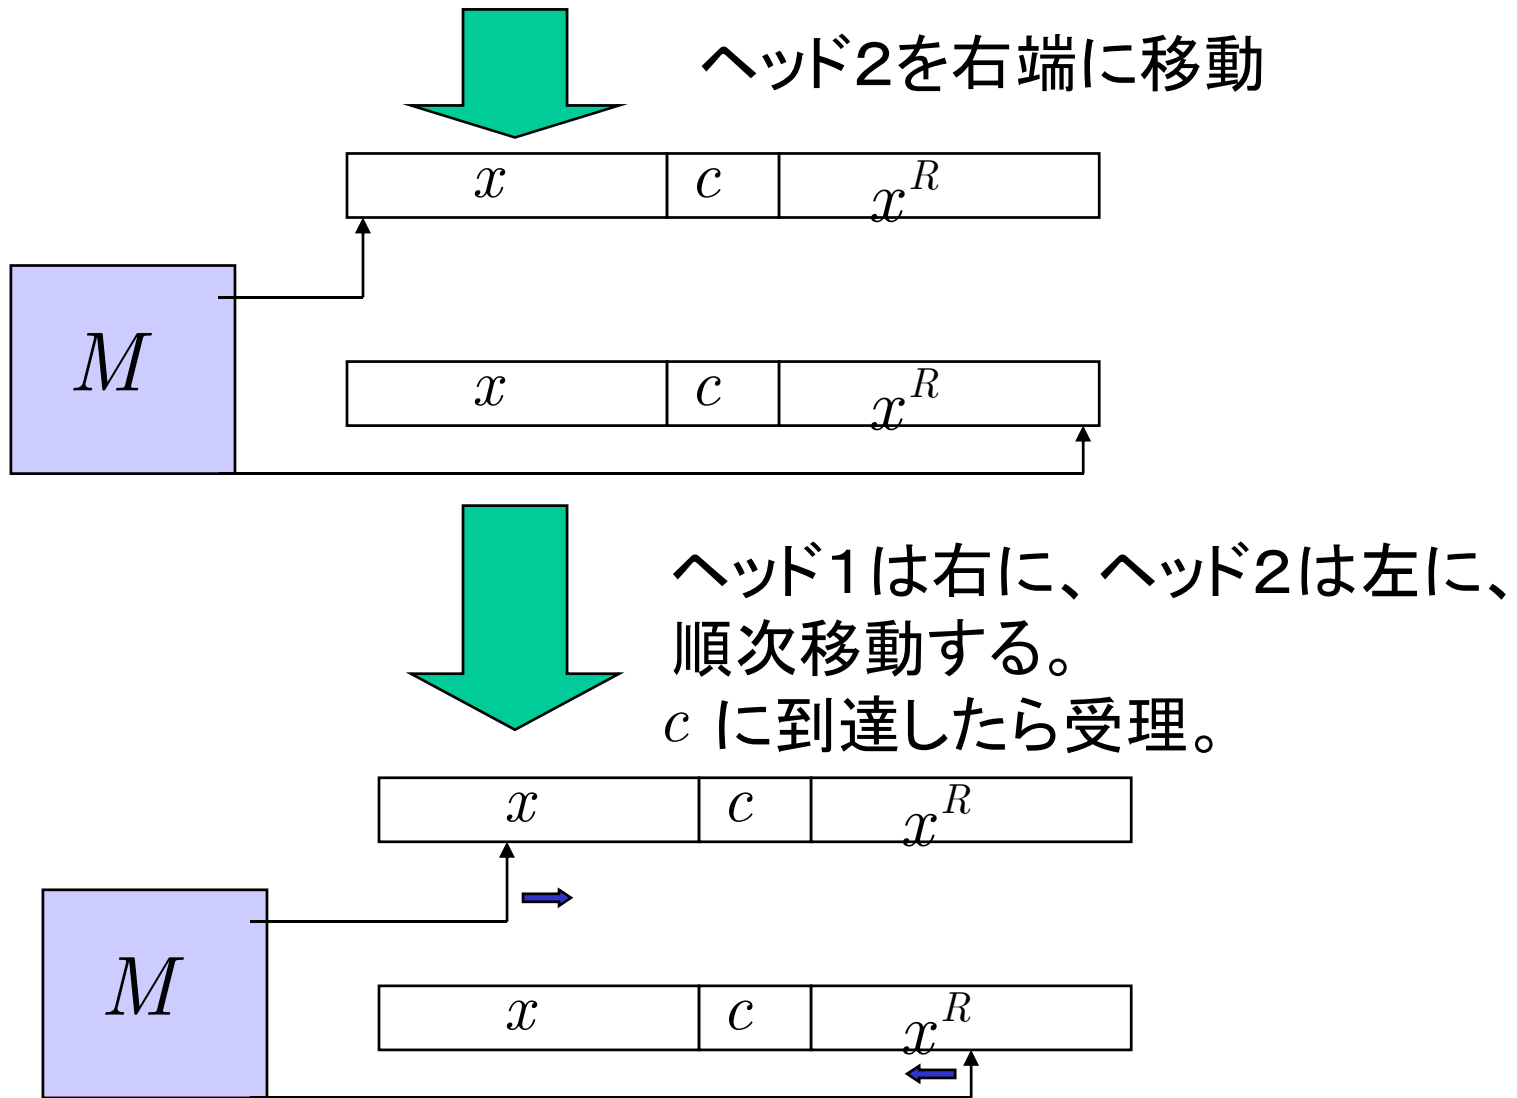 ヘッド２を右端に移動
x c x^R
M
x c x^R
ヘッド１は右に、ヘッド２は左に、
順次移動する。
c に到達したら受理。
x c x^R
M
x c x^R